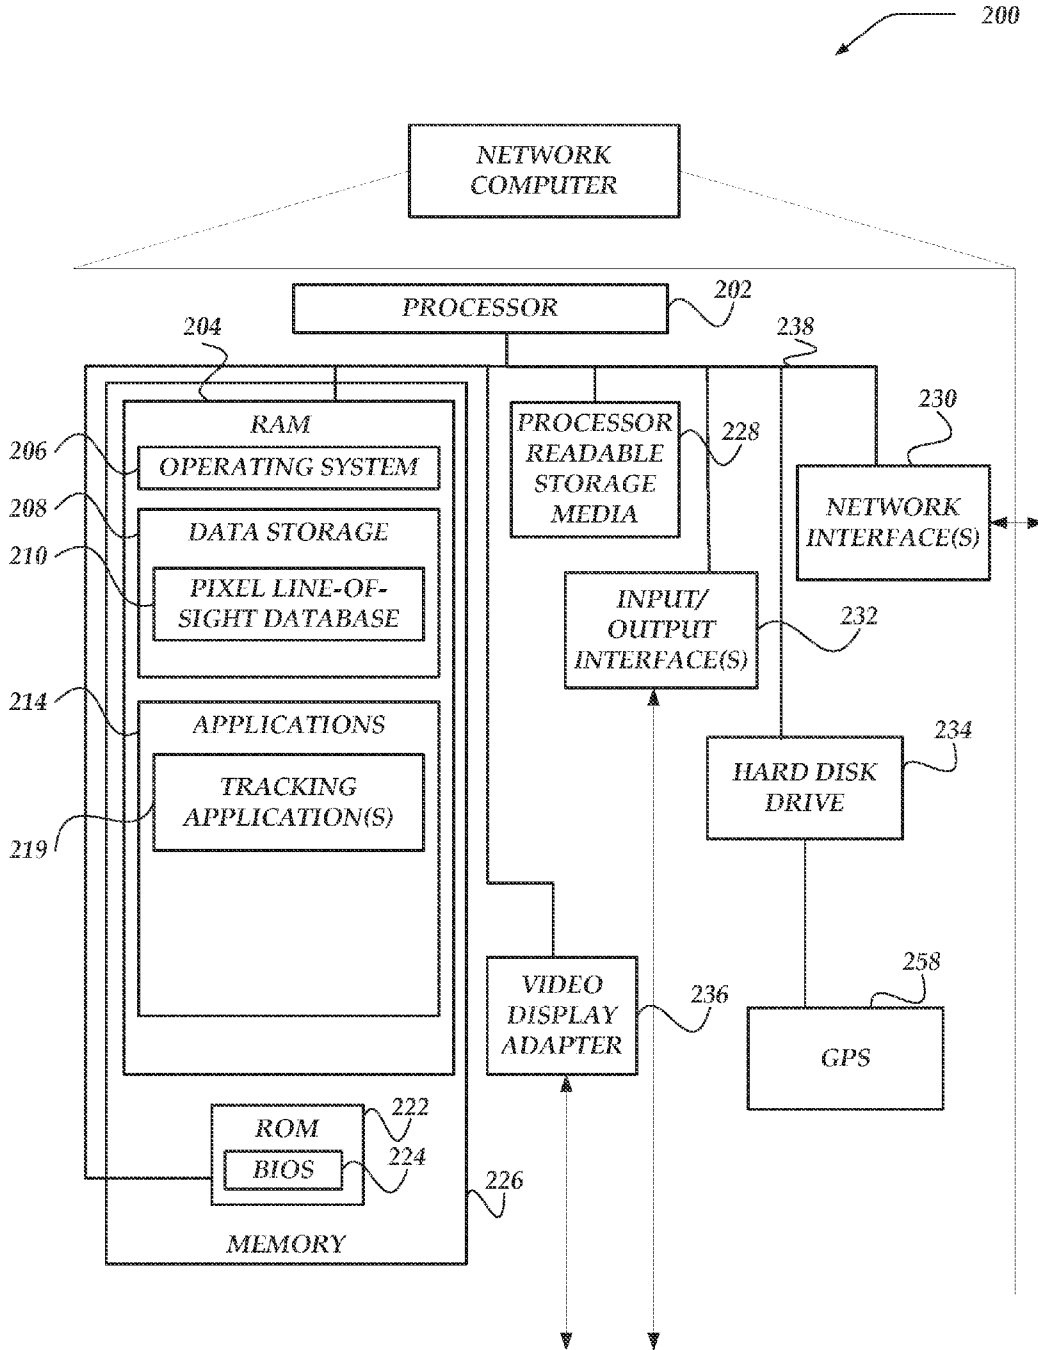 200
NETWORK
COMPUTER
PROCESSOR
202
204
238
RAM
206
OPERATING SYSTEM
208
DATA STORAGE
210
PIXEL LINE-OF-
SIGHT DATABASE
214
APPLICATIONS
TRACKING
APPLICATION(S)
219
PROCESSOR
READABLE
STORAGE
MEDIA
228
230
NETWORK
INTERFACE(S)
INPUT/
OUTPUT
INTERFACE(S)
232
234
HARD DISK
DRIVE
VIDEO
DISPLAY
ADAPTER
236
258
GPS
ROM
222
BIOS
224
226
MEMORY